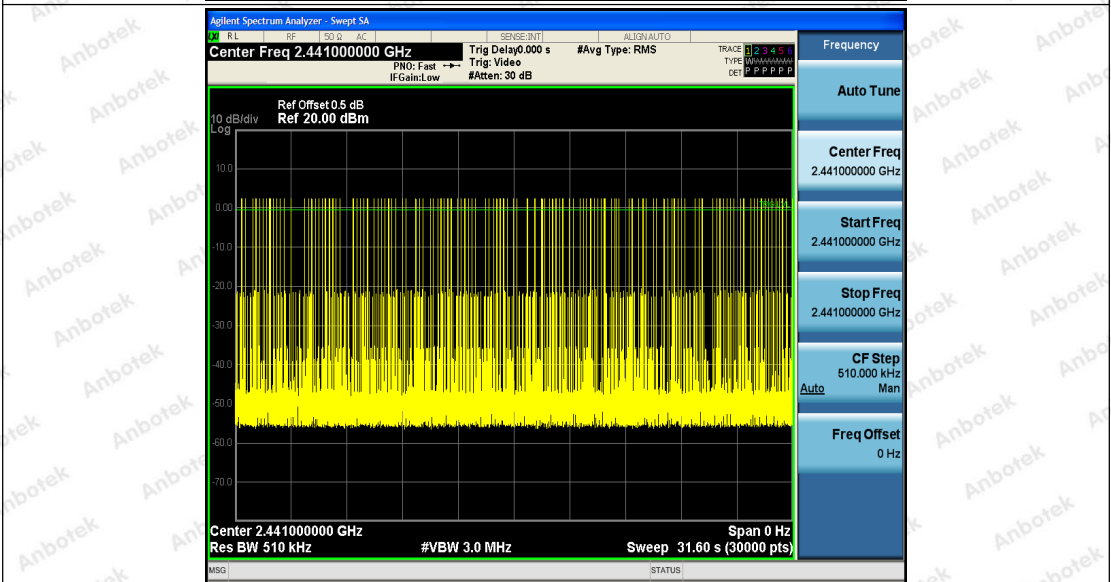 Agilent Spectrum Analyzer - Swept SA
RL RF 50 Ω AC SENSE:INT ALIGN AUTO
Center Freq 2.441000000 GHz
Trig Delay0.000 s #Avg Type: RMS
TRACE 1 2 3 4 5 6
PNO: Fast Trig: Video
TYPE
IFGain:Low #Atten: 30 dB
DET P P P P P P
Ref Offset 0.5 dB
10 dB/div Ref 20.00 dBm
Log
10.0
0.00
-10.0
-20.0
-30.0
-40.0
-50.0
-60.0
-70.0
Center 2.441000000 GHz Span 0 Hz
Res BW 510 kHz #VBW 3.0 MHz Sweep 31.60 s (30000 pts)
MSG STATUS
Frequency
Auto Tune
Center Freq
2.441000000 GHz
Start Freq
2.441000000 GHz
Stop Freq
2.441000000 GHz
CF Step
510.000 kHz
Auto Man
Freq Offset
0 Hz
Anbotek